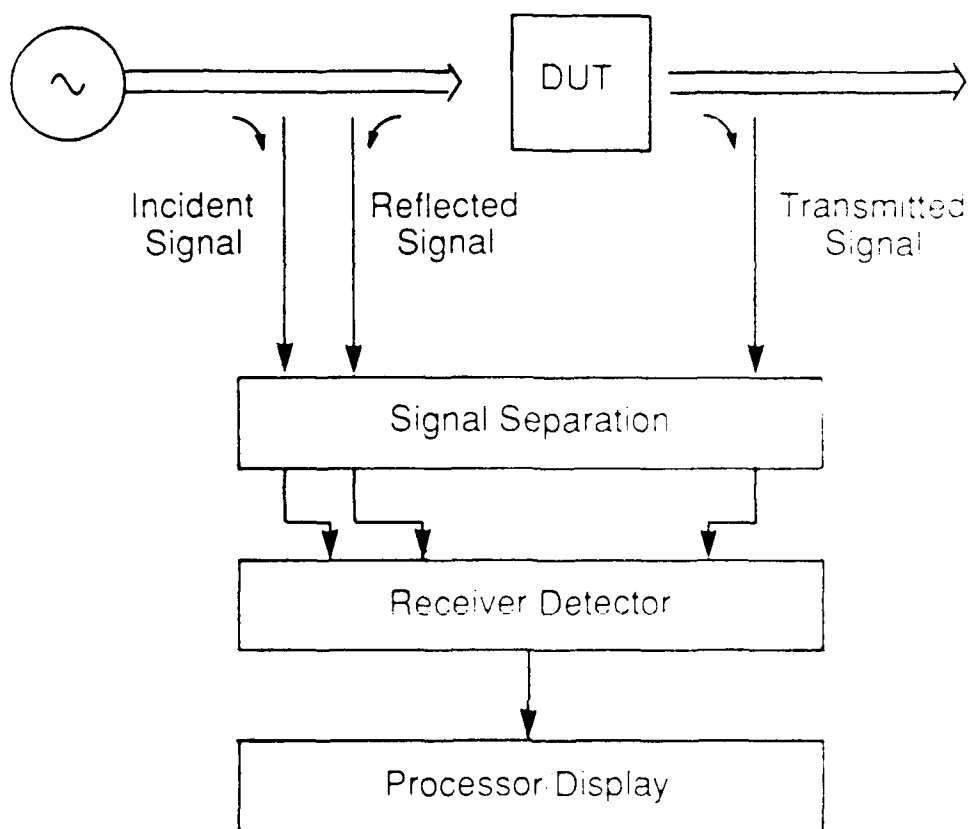 DUT
Incident
Signal
Reflected
Signal
Transmitted
Signal
Signal Separation
Receiver Detector
Processor Display